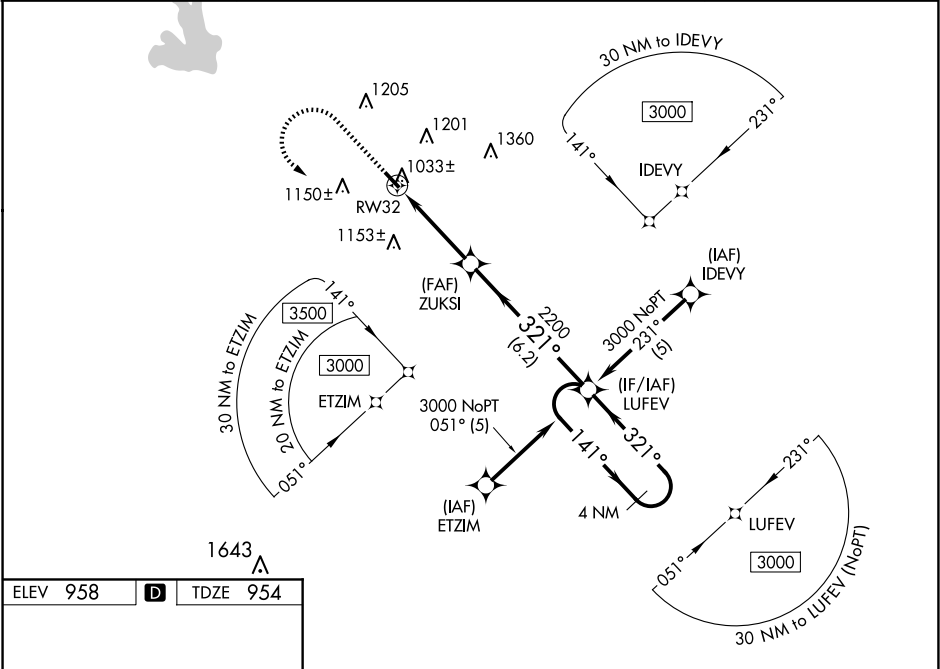 30 NM to IDEVY
3000
141°
231°
IDEVY
1205
1201
1360
1033±
1150±
RW32
1153±
(FAF)
ZUKSI
(IAF)
IDEVY
2200
321°
(6.2)
3000 NoPT
231°
(5)
(IF/IAF)
LUFEV
30 NM to ETZIM
141°
3500
20 NM to ETZIM
3000
ETZIM
051°
3000 NoPT
051° (5)
141°
321°
(IAF)
ETZIM
4 NM
231°
LUFEV
051°
3000
30 NM to LUFEV (NoPT)
1643
ELEV 958 D TDZE 954